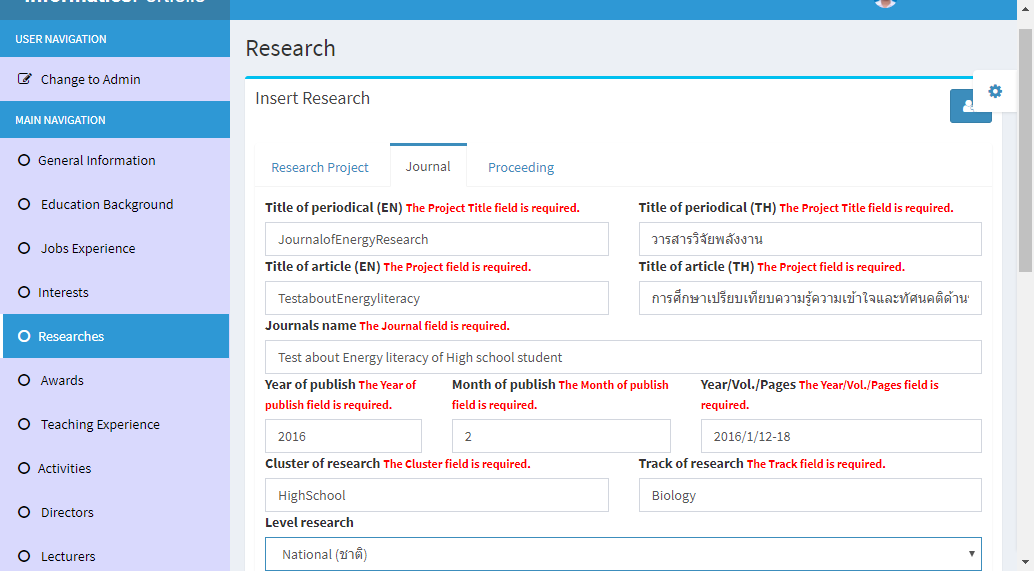 USER NAVIGATION
Change to Admin
MAIN NAVIGATION
General Information
Education Background
Jobs Experience
Interests
Researches
Awards
Teaching Experience
Activities
Directors
Lecturers
Research
Insert Research
Research Project Journal Proceeding
Title of periodical (EN) The Project Title field is required. Title of periodical (TH) The Project Title field is required.
JournalofEnergyResearch วารสารวิจัยพลังงาน
Title of article (EN) The Project field is required. Title of article (TH) The Project field is required.
TestaboutEnergyliteracy การศึกษาเปรียบเทียบความรู้ความเข้าใจและทัศนคติด้าน
Journals name The Journal field is required.
Test about Energy literacy of High school student
Year of publish The Year of Month of publish The Month of publish Year/Vol./Pages The Year/Vol./Pages field is
publish field is required. field is required. required.
2016 2 2016/1/12-18
Cluster of research The Cluster field is required. Track of research The Track field is required.
HighSchool Biology
Level research
National (ชาติ)